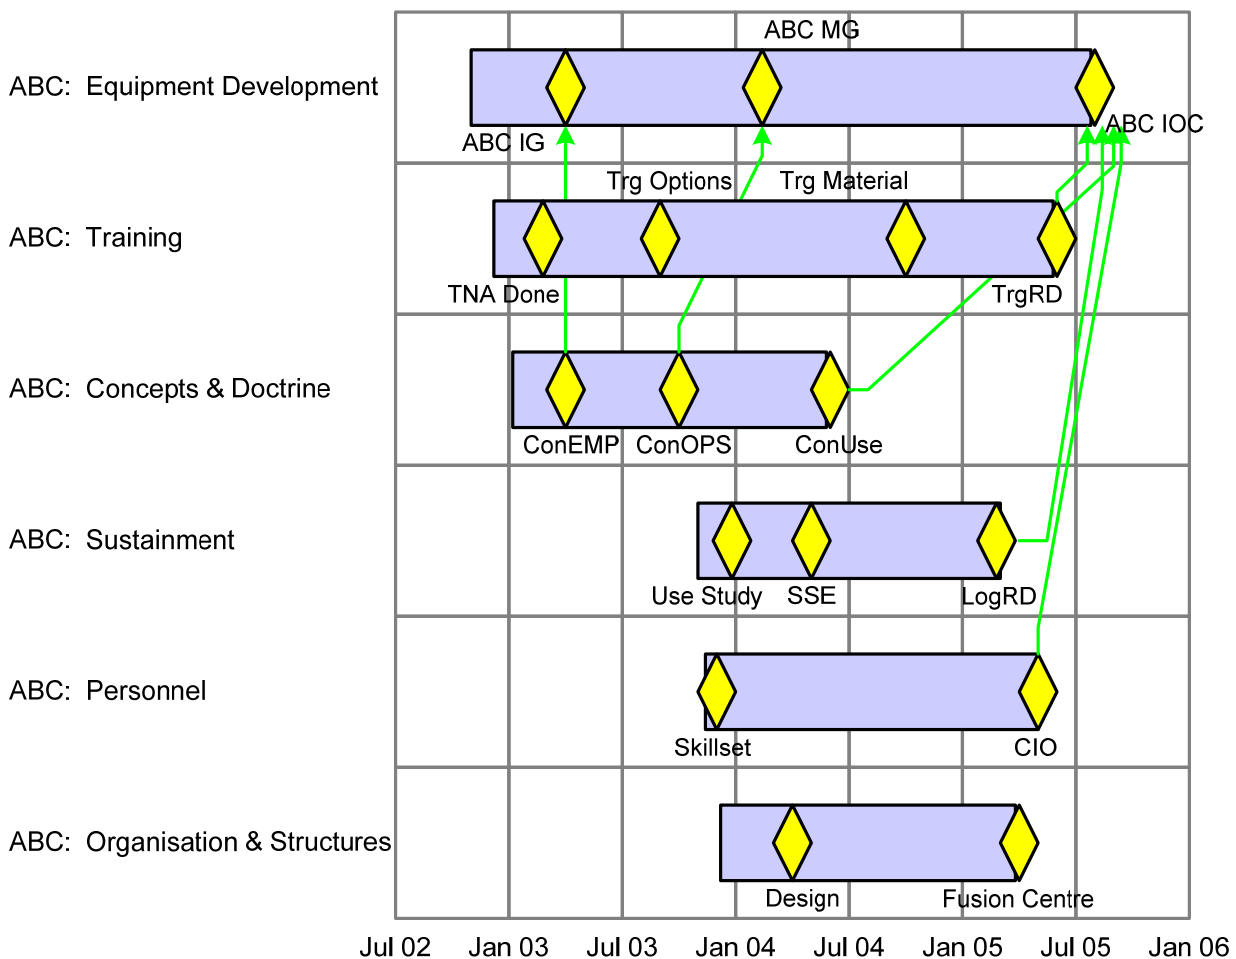 ABC MG
ABC: Equipment Development
ABC IG
ABC IOC
Trg Options
Trg Material
ABC: Training
TNA Done
TrgRD
ABC: Concepts & Doctrine
ConEMP
ConOPS
ConUse
ABC: Sustainment
Use Study
SSE
LogRD
ABC: Personnel
Skillset
CIO
ABC: Organisation & Structures
Design
Fusion Centre
Jul 02 Jan 03 Jul 03 Jan 04 Jul 04 Jan 05 Jul 05 Jan 06